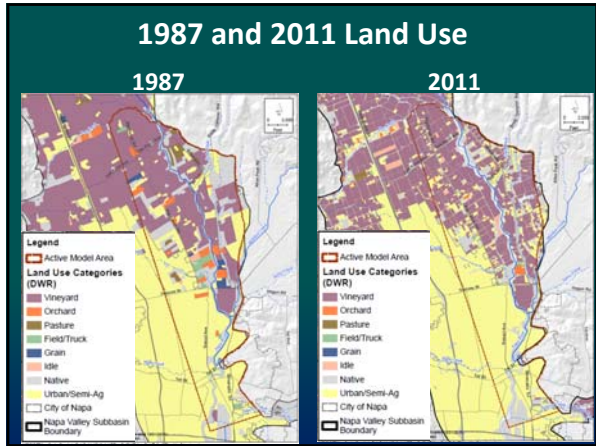 1987 and 2011 Land Use
1987
2011
Feet
Legend
Active Model Area
Land Use Categories
(DWR)
Vineyard
Orchard
Pasture
Field/Truck
Grain
Idle
Native
Urban/Semi-Ag
City of Napa
Napa Valley Subbasin
Boundary
Feet
Legend
Active Model Area
Land Use Categories
(DWR)
Vineyard
Orchard
Pasture
Field/Truck
Grain
Idle
Native
Urban/Semi-Ag
City of Napa
Napa Valley Subbasin
Boundary